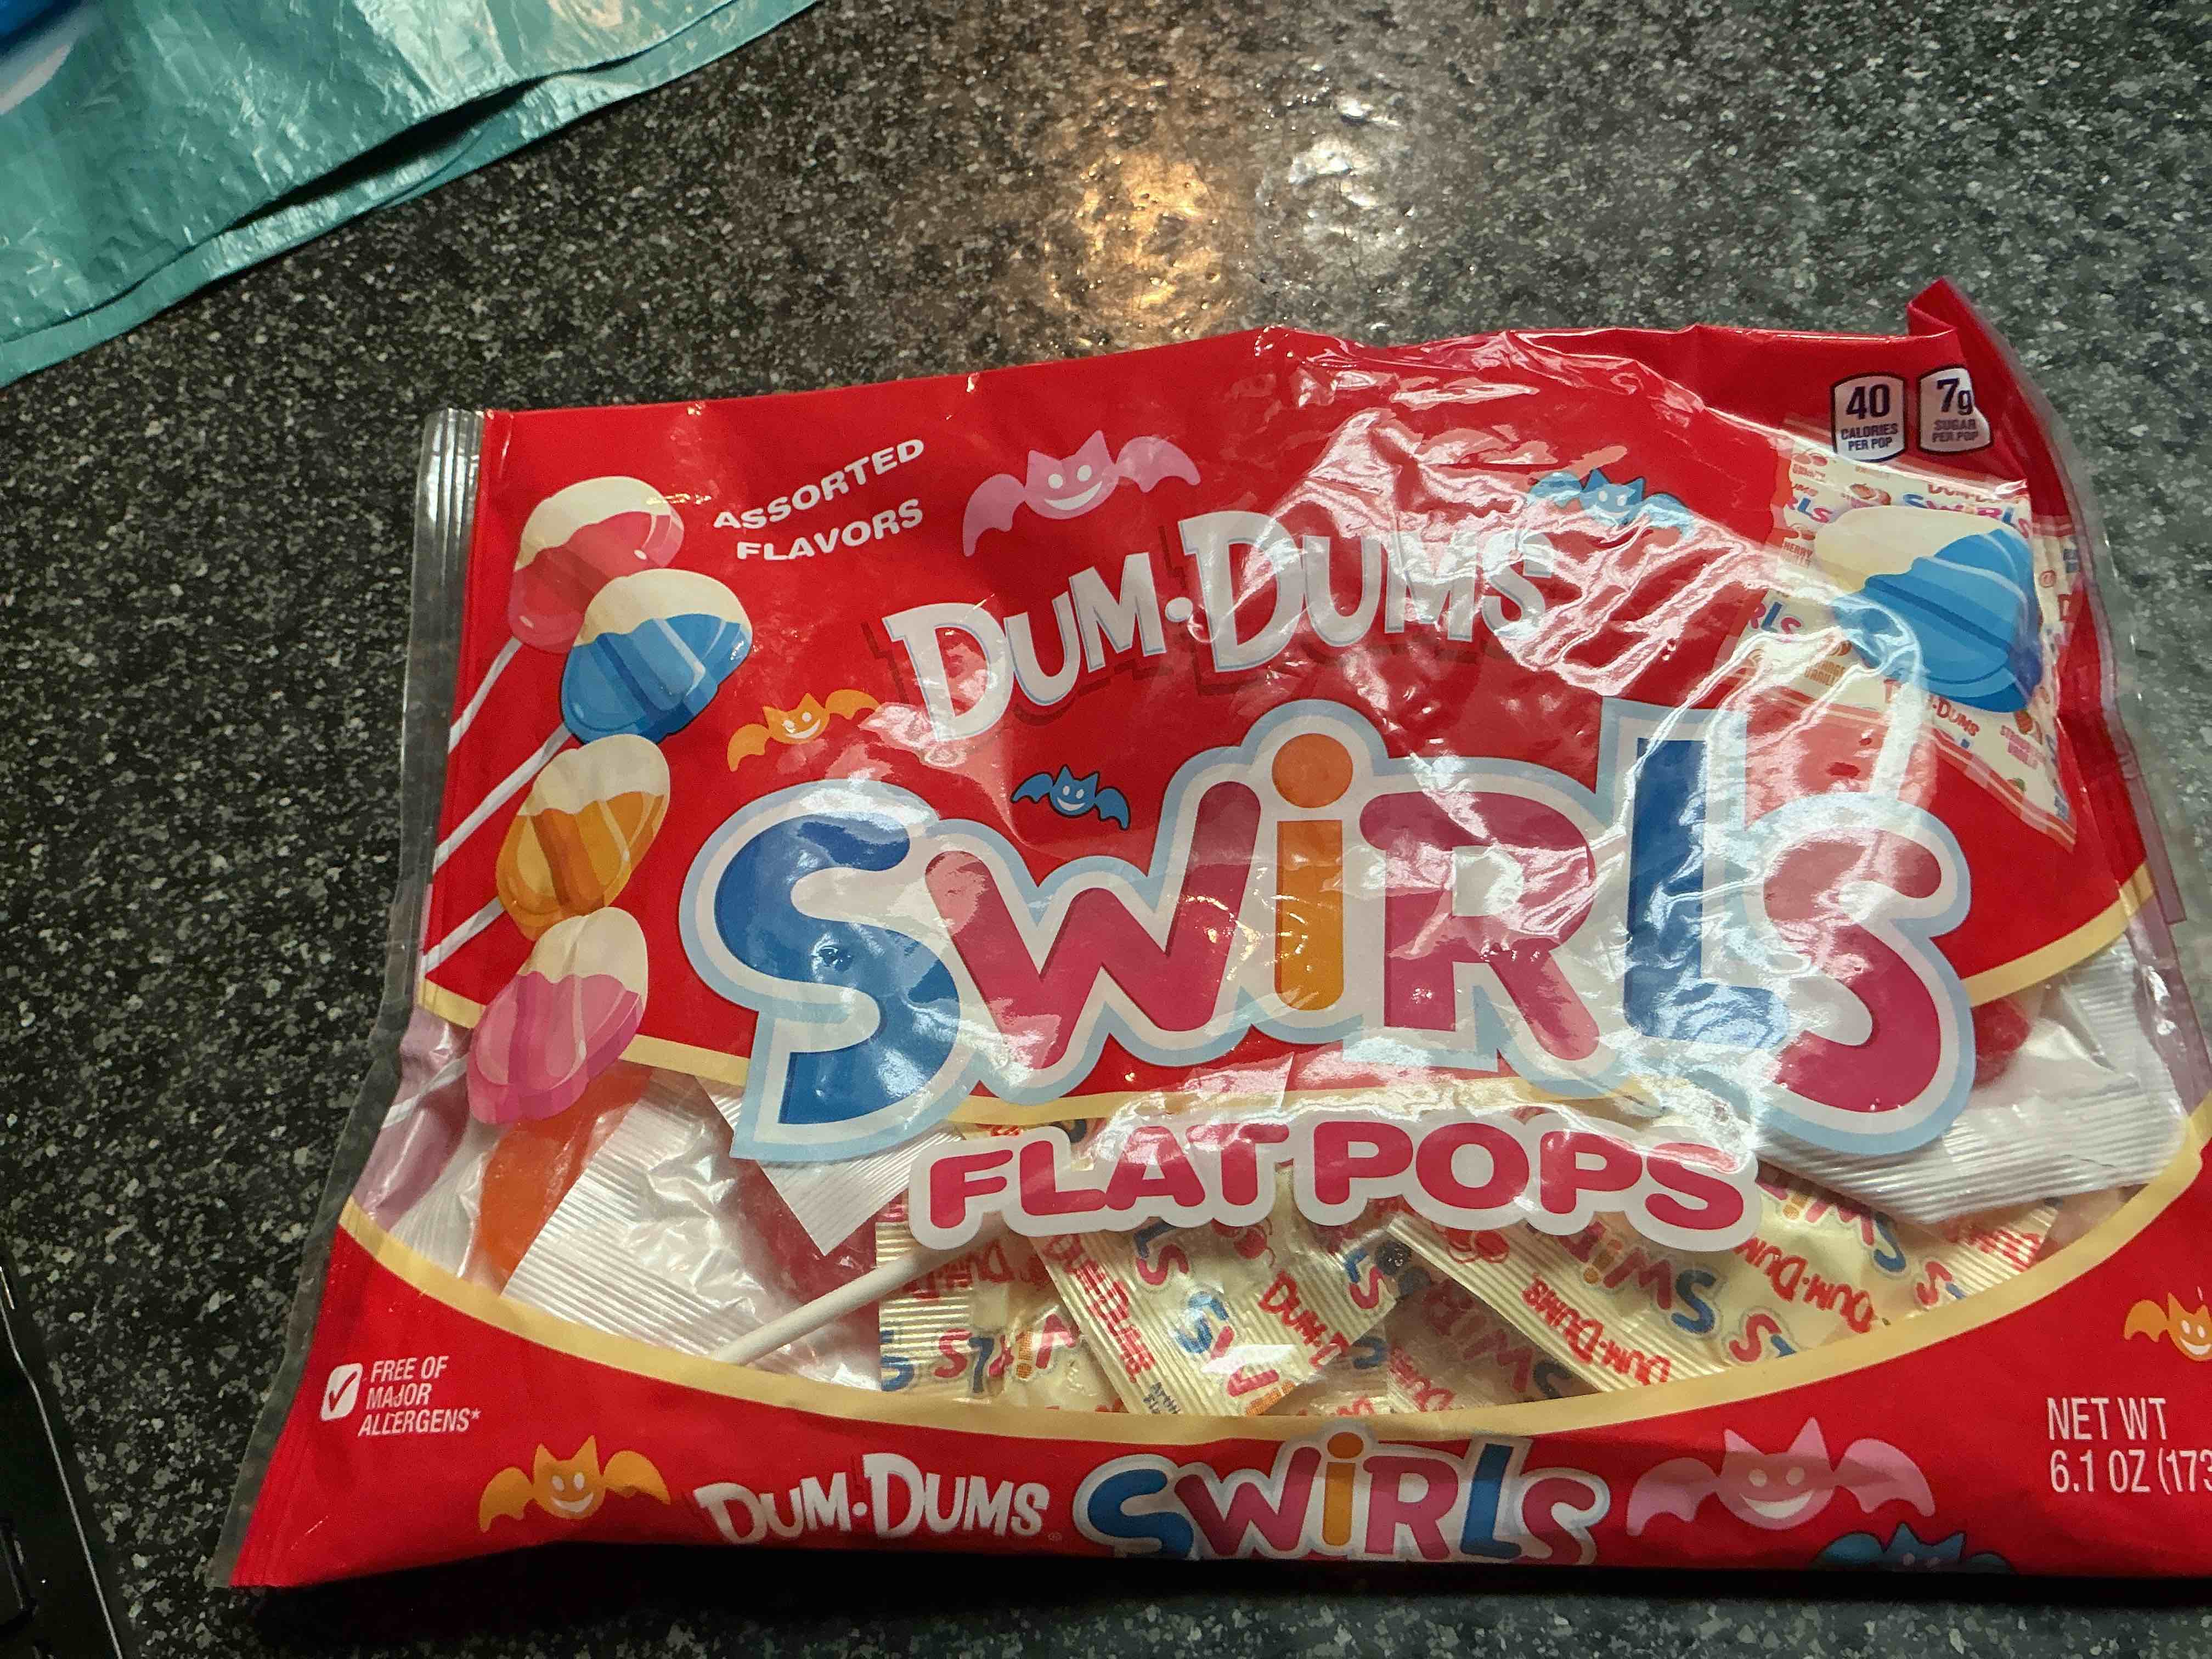 ASSORTED
FLAVORS
40
CALORIES
PER POP
7g
SUGAR
PER POP
DUM·DUMS
SWiRLS
FLAT POPS
FREE OF
MAJOR
ALLERGENS*
DUM·DUMS SWiRLS
NET WT
6.1 OZ (173